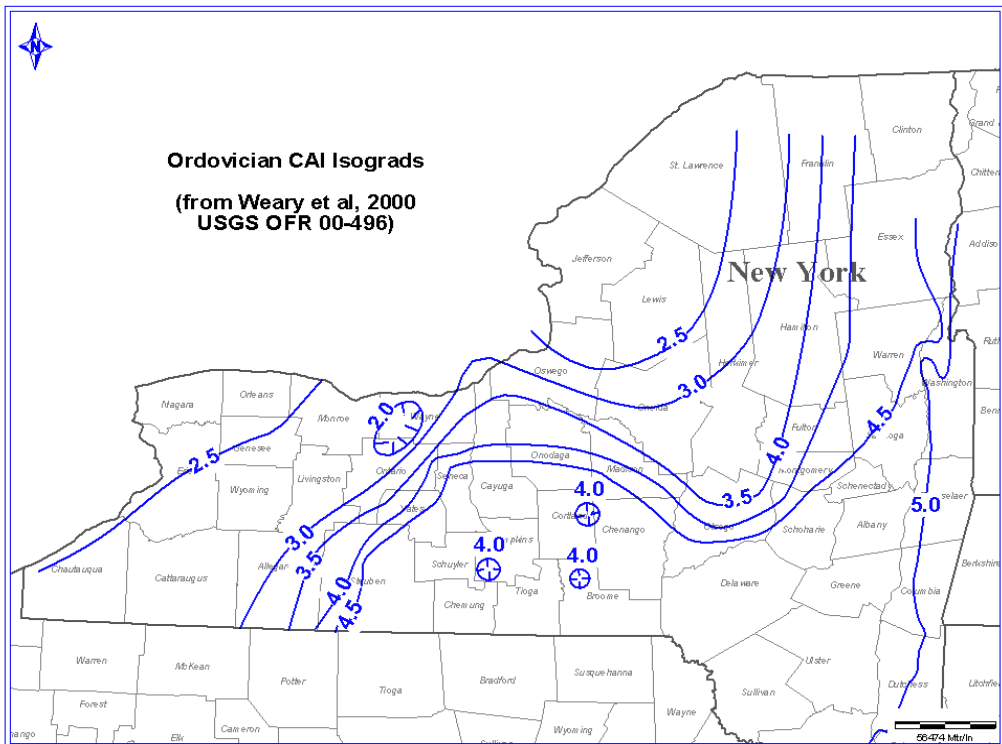 N
Ordovician CAI Isograds
(from Weary et al, 2000
USGS OFR 00-496)
Clinton
Grand
St. Lawrence
Franklin
Essex
Addiso
Jefferson
New York
Lewis
Hamilton
2.5
Warren
Oswego
3.0
Washington
Orleans
Niagara
Monroe
2.0
Wayne
Oneida
4.5
Fulton
Genesee
2.5
Onodaga
4.0
Montgomery
Livingston
Ontario
Seneca
Madison
Wyoming
Cayuga
Schenectady
4.0
3.5
5.0
Yates
Cortland
Chenango
Otsego
Schoharie
Albany
3.0
4.0
4.0
Schuyler
Chautauqua
Cattaraugus
3.5
4.0
Steuben
Delaware
Greene
Columbia
Berkshire
4.5
Chemung
Tioga
Broome
Warren
McKean
Potter
Tioga
Bradford
Susquehanna
Ulster
Sullivan
Dutchess
Litchfiel
Forest
Wayne
Cameron
Elk
Wyoming
56474 Mtr/In